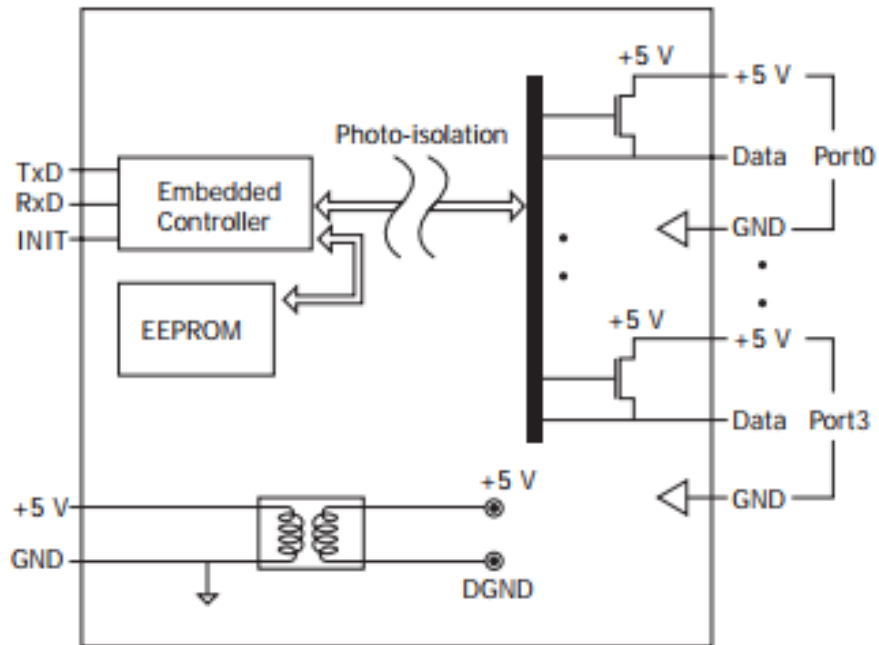 +5 V
+5 V
Photo-isolation
TxD
RxD
INIT
Embedded
Controller
Data Port0
GND
EEPROM
+5 V
+5 V
Data Port3
+5 V
GND
+5 V
GND
DGND